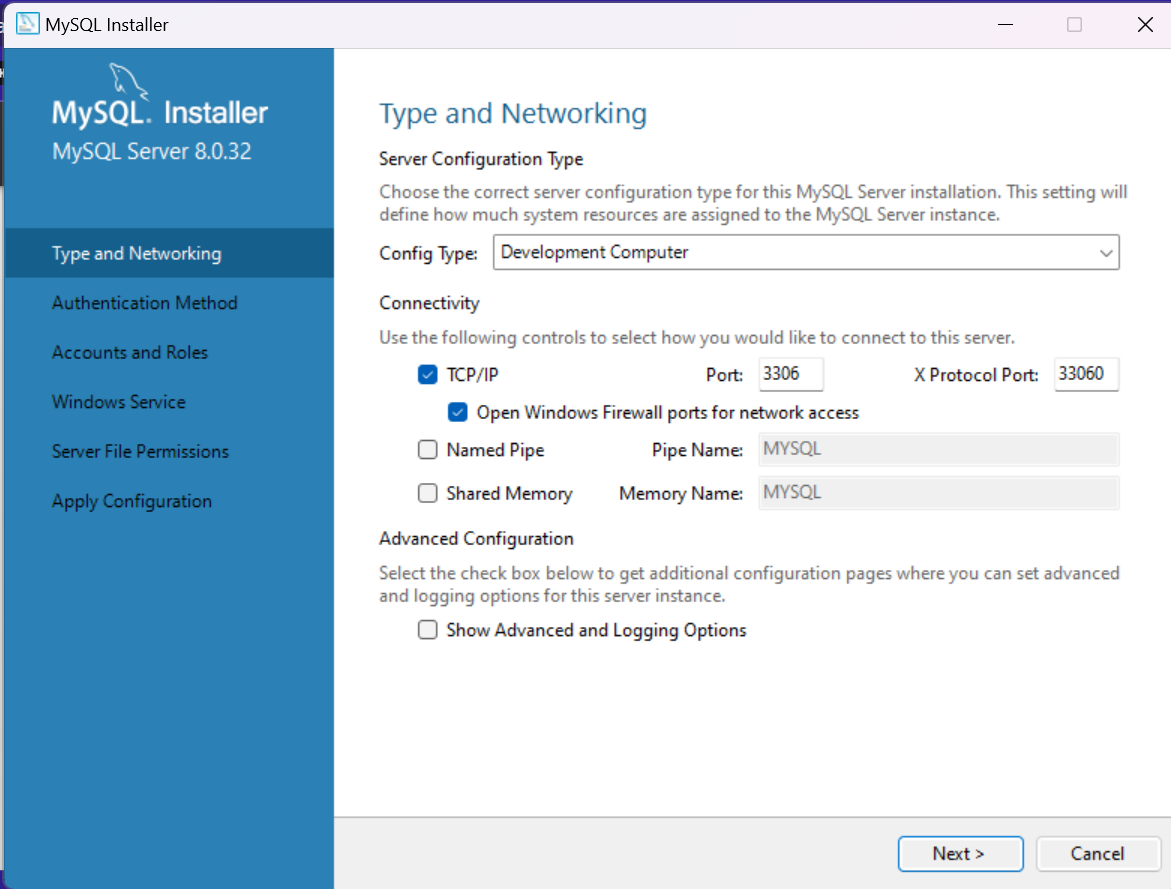 MySQL Installer
MySQL. Installer
MySQL Server 8.0.32
Type and Networking
Authentication Method
Accounts and Roles
Windows Service
Server File Permissions
Apply Configuration
Type and Networking
Server Configuration Type
Choose the correct server configuration type for this MySQL Server installation. This setting will
define how much system resources are assigned to the MySQL Server instance.
Config Type: Development Computer
Connectivity
Use the following controls to select how you would like to connect to this server.
TCP/IP Port: 3306 X Protocol Port: 33060
Open Windows Firewall ports for network access
Named Pipe Pipe Name: MYSQL
Shared Memory Memory Name: MYSQL
Advanced Configuration
Select the check box below to get additional configuration pages where you can set advanced
and logging options for this server instance.
Show Advanced and Logging Options
Next > Cancel